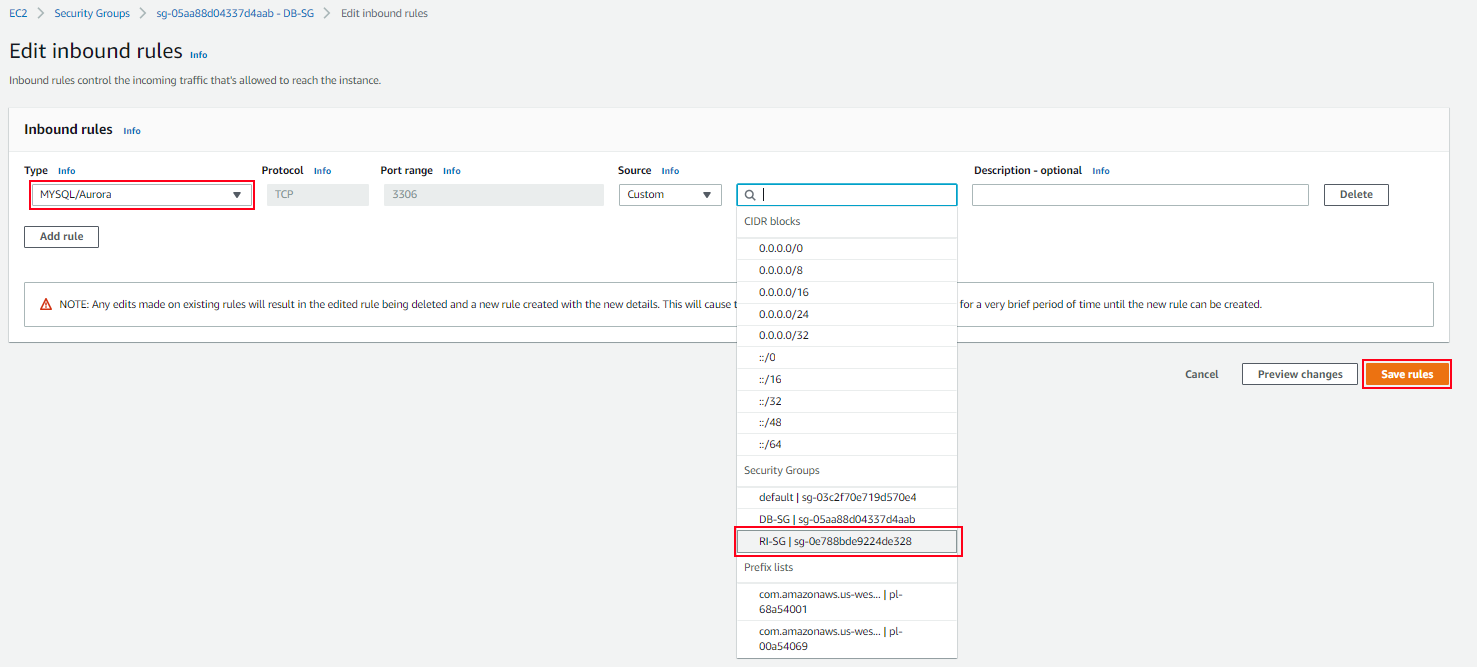 EC2 > Security Groups > sg-05aa88d04337d4aab - DB-SG > Edit inbound rules
Edit inbound rules Info
Inbound rules control the incoming traffic that's allowed to reach the instance.
Inbound rules Info
Type Info Protocol Info Port range Info Source Info Description - optional Info
MYSQL/Aurora TCP 3306 Custom Delete
Add rule
CIDR blocks
0.0.0.0/0
0.0.0.0/8
0.0.0.0/16
0.0.0.0/24
0.0.0.0/32
::/0
::/16
::/32
::/48
::/64
Security Groups
default | sg-03c2f70e719d570e4
DB-SG | sg-05aa88d04337d4aab
RI-SG | sg-0e788bde9224de328
Prefix lists
com.amazonaws.us-wes... | pl-
68a54001
com.amazonaws.us-wes... | pl-
00a54069
NOTE: Any edits made on existing rules will result in the edited rule being deleted and a new rule created with the new details. This will cause t for a very brief period of time until the new rule can be created.
Cancel Preview changes Save rules